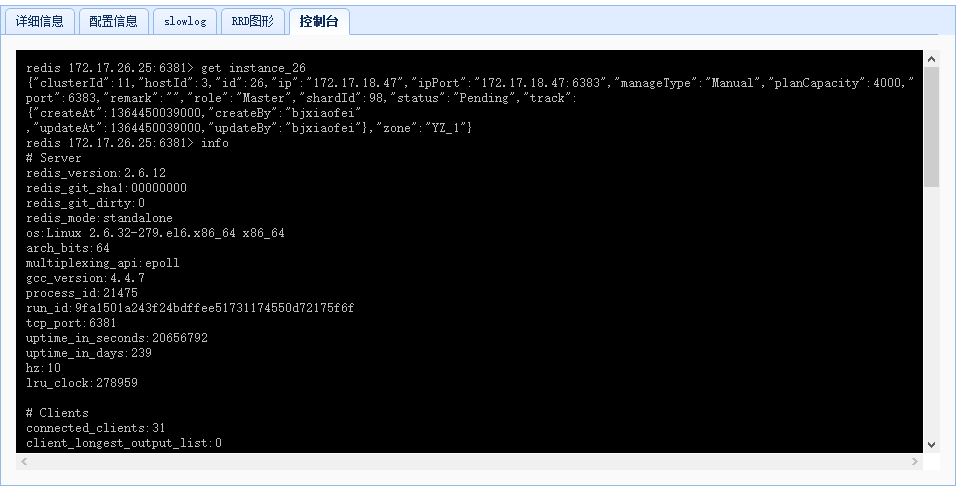 详细信息 配置信息 slowlog RRD图形 控制台
redis 172.17.26.25:6381> get instance_26
{"clusterId":11,"hostId":3,"id":26,"ip":"172.17.18.47","ipPort":"172.17.18.47:6383","manageType":"Manual","planCapacity":4000,"
port":6383,"remark":"","role":"Master","shardId":98,"status":"Pending","track":
{"createAt":1364450039000,"createBy":"bjxiaofei"
,"updateAt":1364450039000,"updateBy":"bjxiaofei"},"zone":"YZ_1"}
redis 172.17.26.25:6381> info
# Server
redis_version:2.6.12
redis_git_sha1:00000000
redis_git_dirty:0
redis_mode:standalone
os:Linux 2.6.32-279.el6.x86_64 x86_64
arch_bits:64
multiplexing_api:epoll
gcc_version:4.4.7
process_id:21475
run_id:9fa1501a243f24bdffee51731174550d72175f6f
tcp_port:6381
uptime_in_seconds:20656792
uptime_in_days:239
hz:10
lru_clock:278959
# Clients
connected_clients:31
client_longest_output_list:0